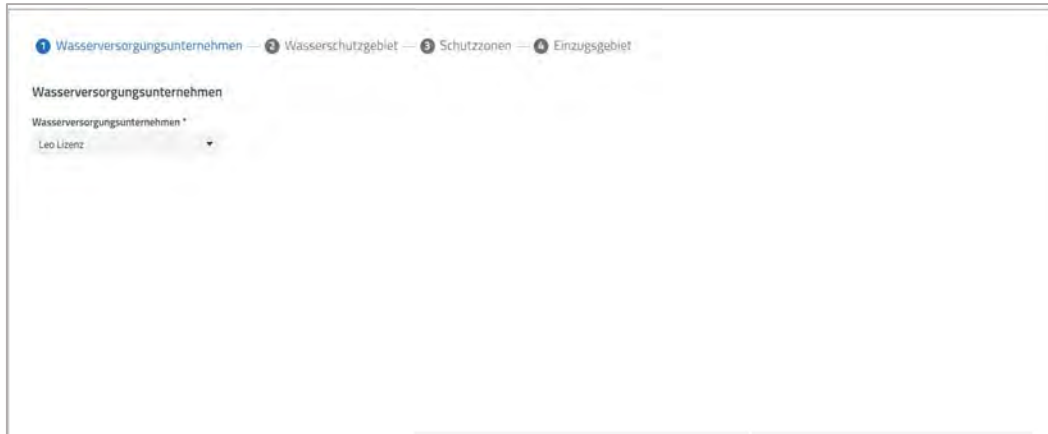 1 Wasserversorgungsunternehmen — 2 Wasserschutzgebiet — 3 Schutzzonen — 4 Einzugsgebiet
Wasserversorgungsunternehmen
Wasserversorgungsunternehmen *
Leo Lizenz